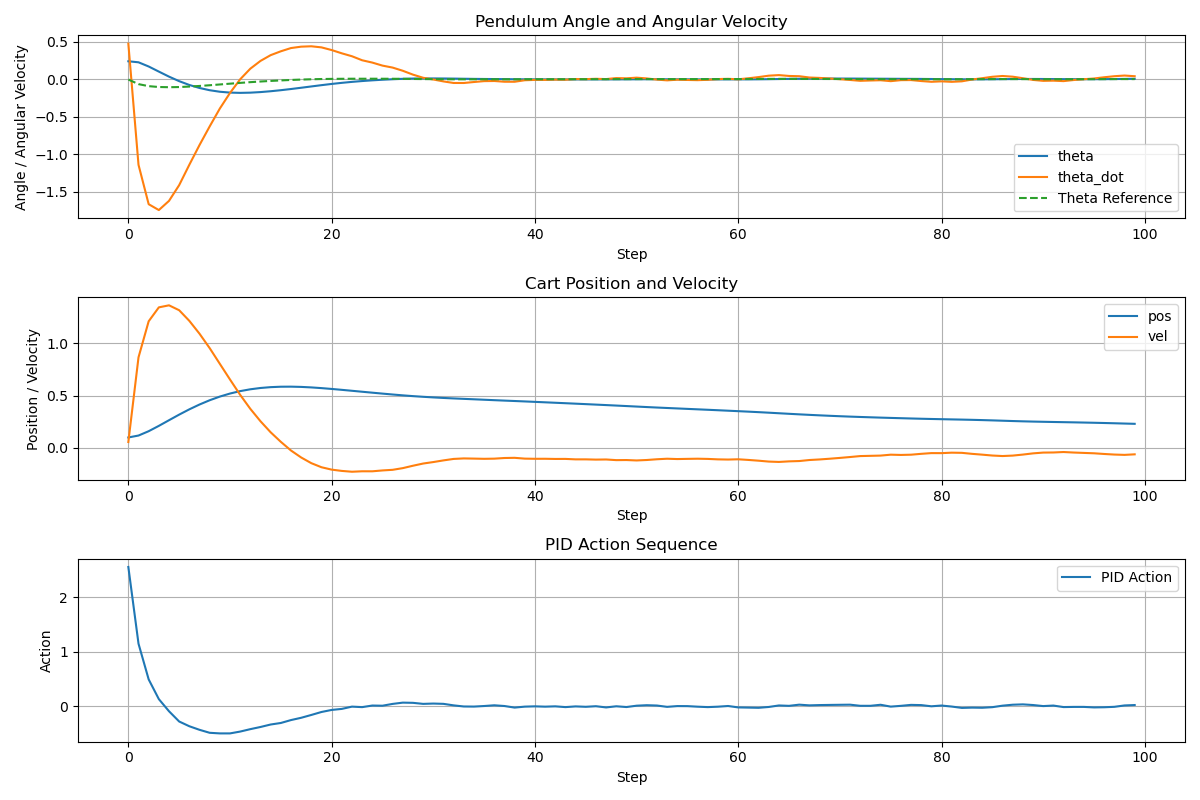 Pendulum Angle and Angular Velocity
Angle / Angular Velocity
0.5
0.0
−0.5
−1.0
−1.5
theta
theta_dot
Theta Reference
0 20 40 60 80 100
Step
Cart Position and Velocity
Position / Velocity
1.0
0.5
0.0
pos
vel
0 20 40 60 80 100
Step
PID Action Sequence
Action
2
1
0
PID Action
0 20 40 60 80 100
Step